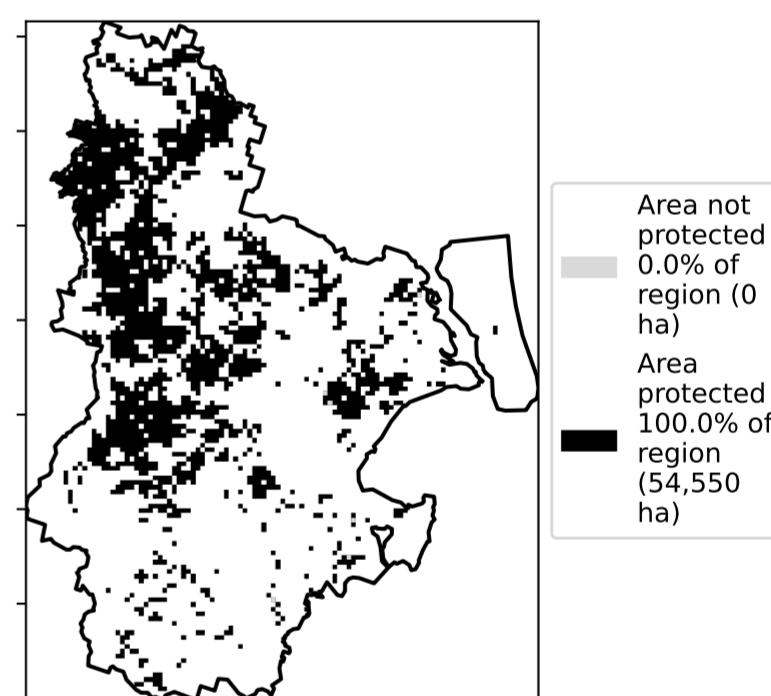 Area not
protected
0.0% of
region (0
ha)
Area
protected
100.0% of
region
(54,550
ha)